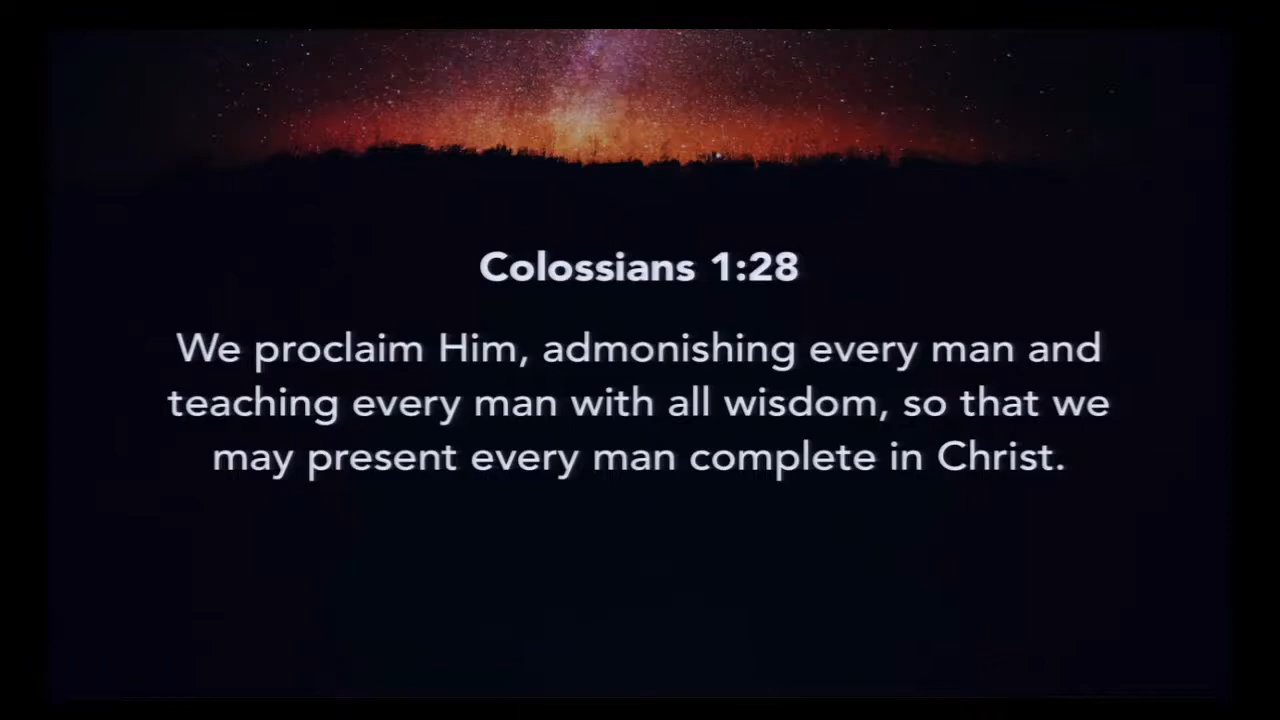 Colossians 1:28
We proclaim Him, admonishing every man and
teaching every man with all wisdom, so that we
may present every man complete in Christ.